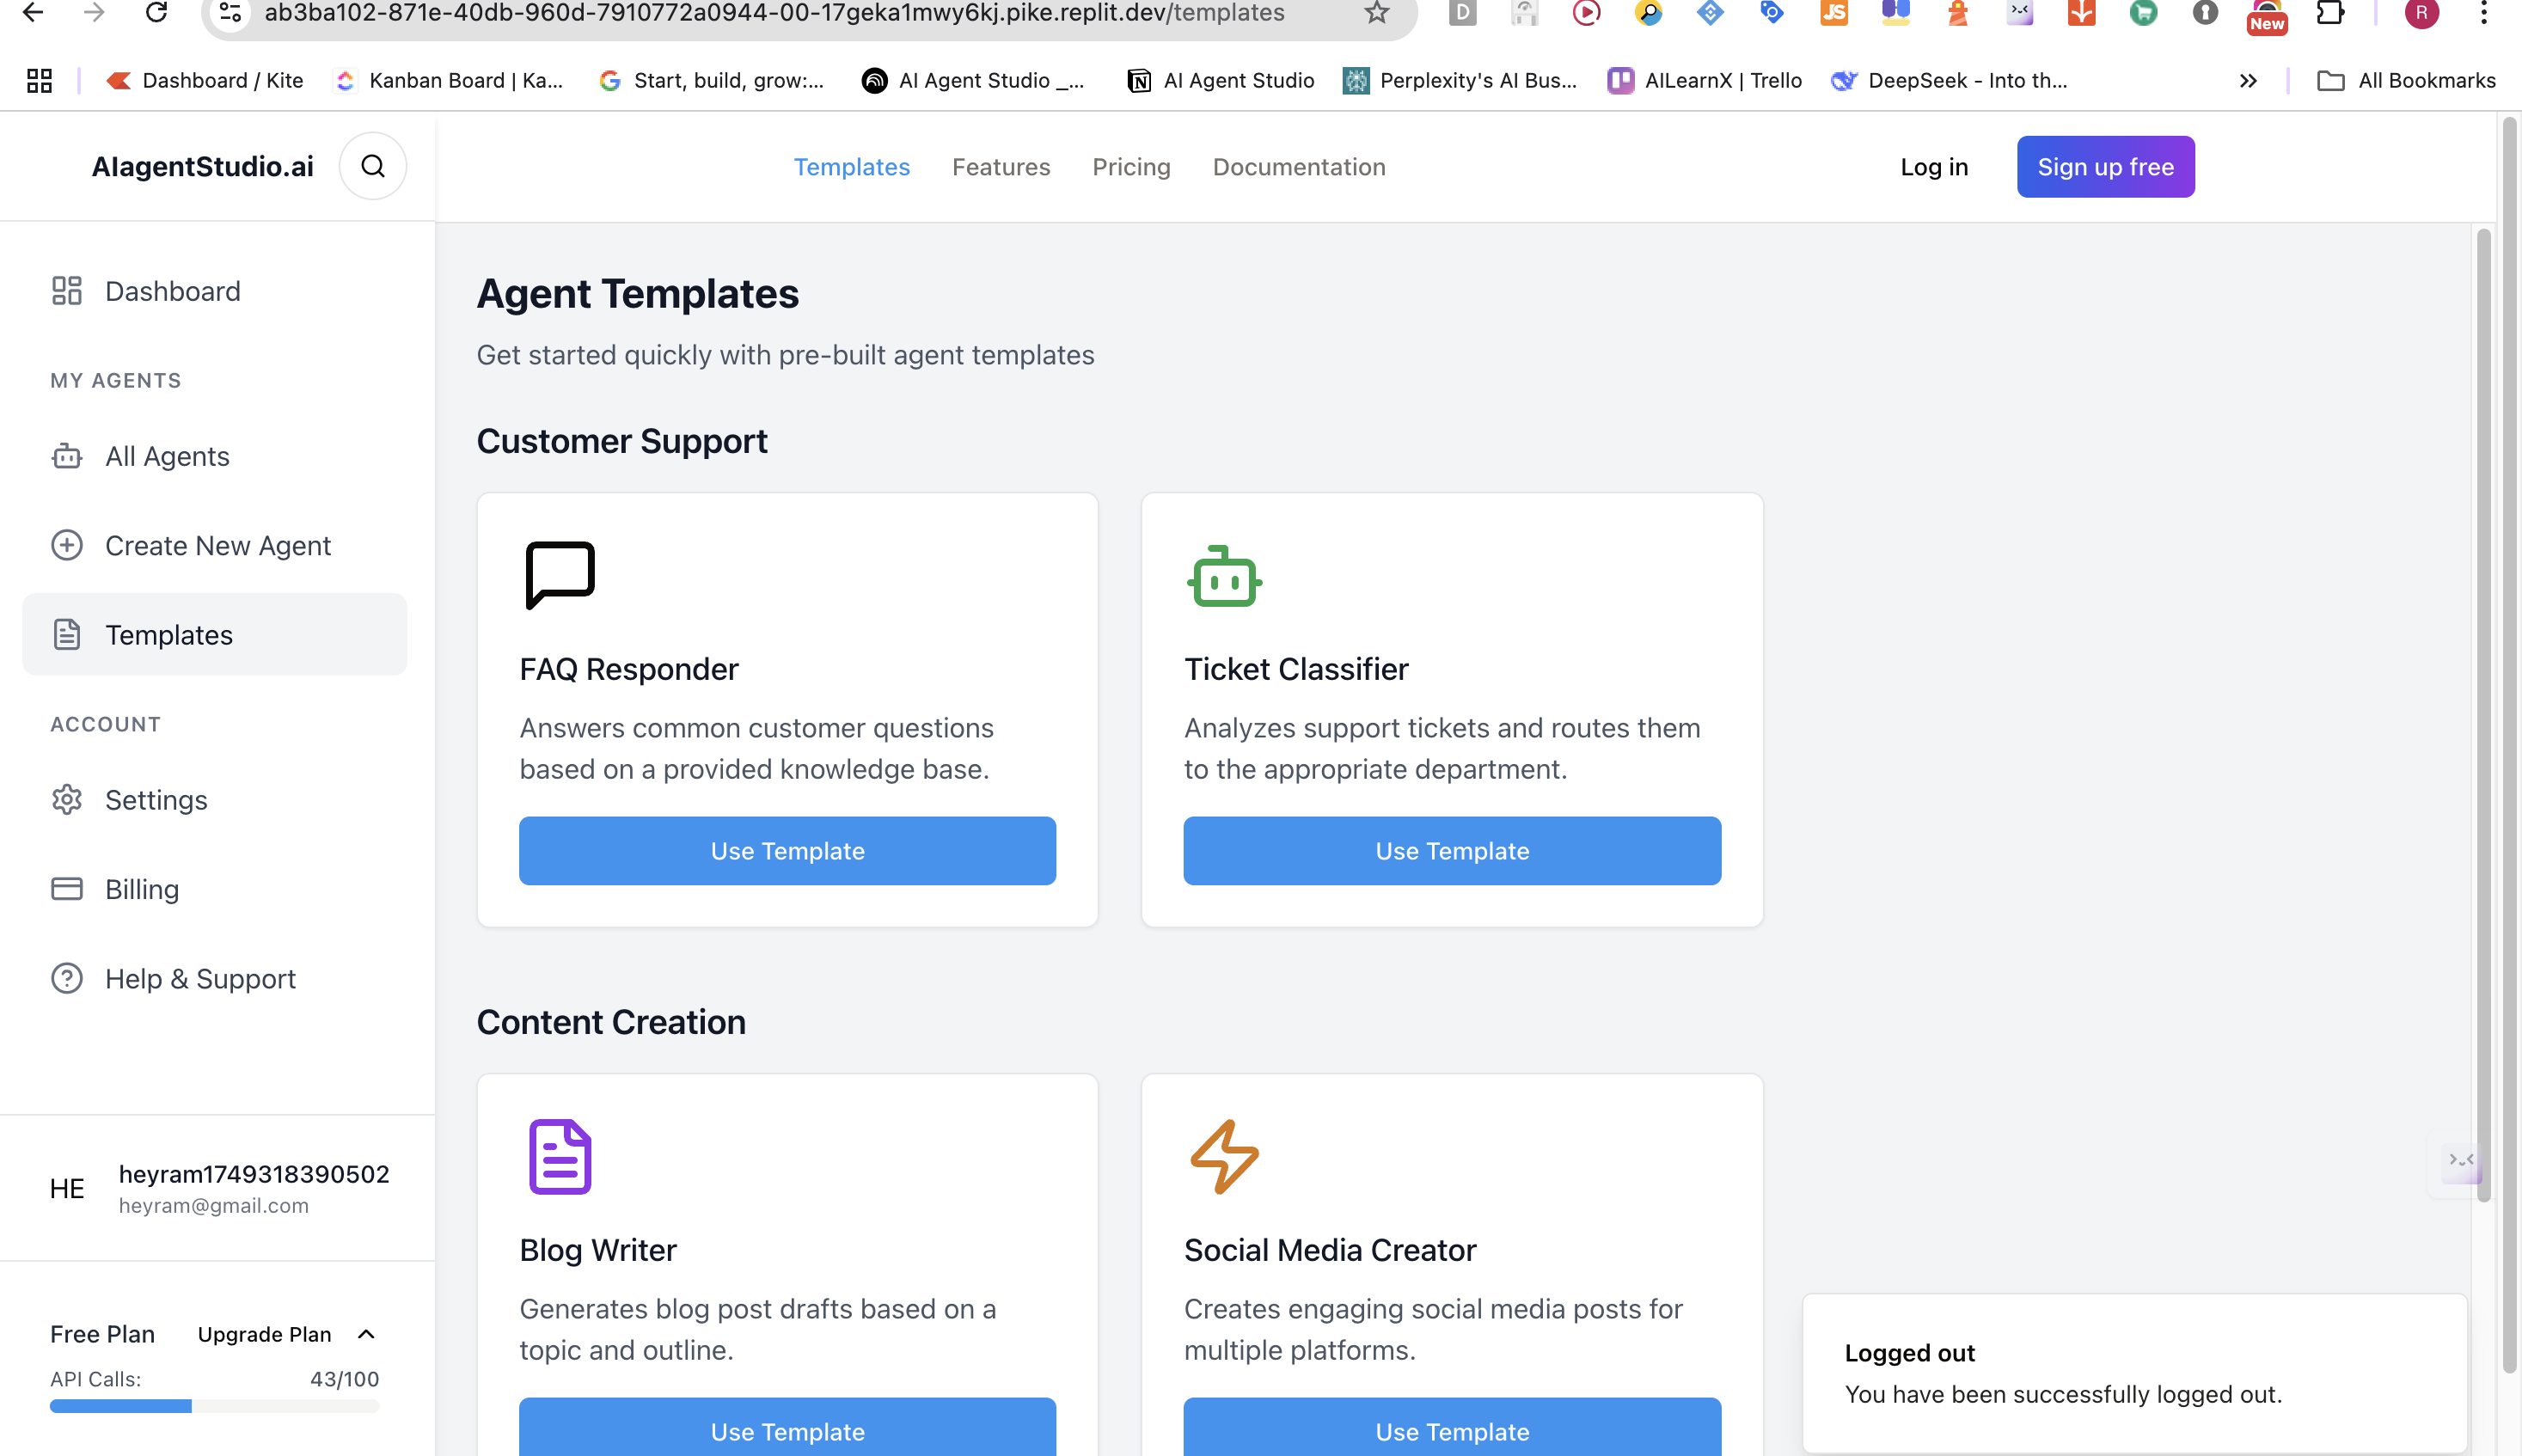 ab3ba102-871e-40db-960d-7910772a0944-00-17geka1mwy6kj.pike.replit.dev/templates
D
JS
New
R
Dashboard / Kite
Kanban Board | Ka...
Start, build, grow:...
AI Agent Studio _...
AI Agent Studio
Perplexity's AI Bus...
AILearnX | Trello
DeepSeek - Into th...
All Bookmarks
AIagentStudio.ai
Templates
Features
Pricing
Documentation
Log in
Sign up free
Dashboard
MY AGENTS
All Agents
Create New Agent
Templates
ACCOUNT
Settings
Billing
Help & Support
HE
heyram1749318390502
heyram@gmail.com
Free Plan
Upgrade Plan
API Calls:
43/100
Agent Templates
Get started quickly with pre-built agent templates
Customer Support
FAQ Responder
Answers common customer questions
based on a provided knowledge base.
Use Template
Ticket Classifier
Analyzes support tickets and routes them
to the appropriate department.
Use Template
Content Creation
Blog Writer
Generates blog post drafts based on a
topic and outline.
Use Template
Social Media Creator
Creates engaging social media posts for
multiple platforms.
Use Template
Logged out
You have been successfully logged out.